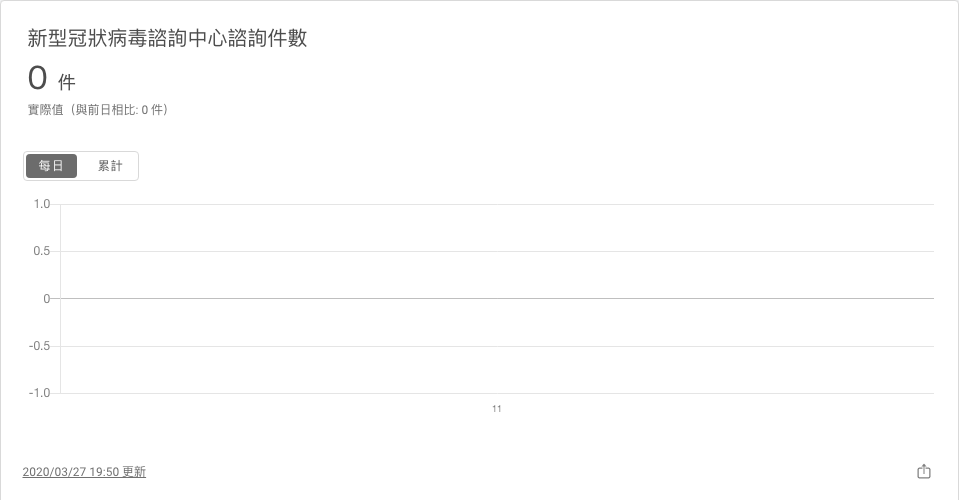 新型冠狀病毒諮詢中心諮詢件數
0 件
實際值（與前日相比: 0 件）
每日 累計
1.0
0.5
0
-0.5
-1.0
11
2020/03/27 19:50 更新